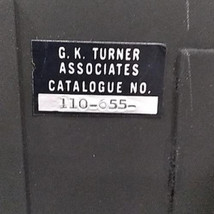 G. K. TURNER
ASSOCIATES
CATALOGUE NO.
110-655-